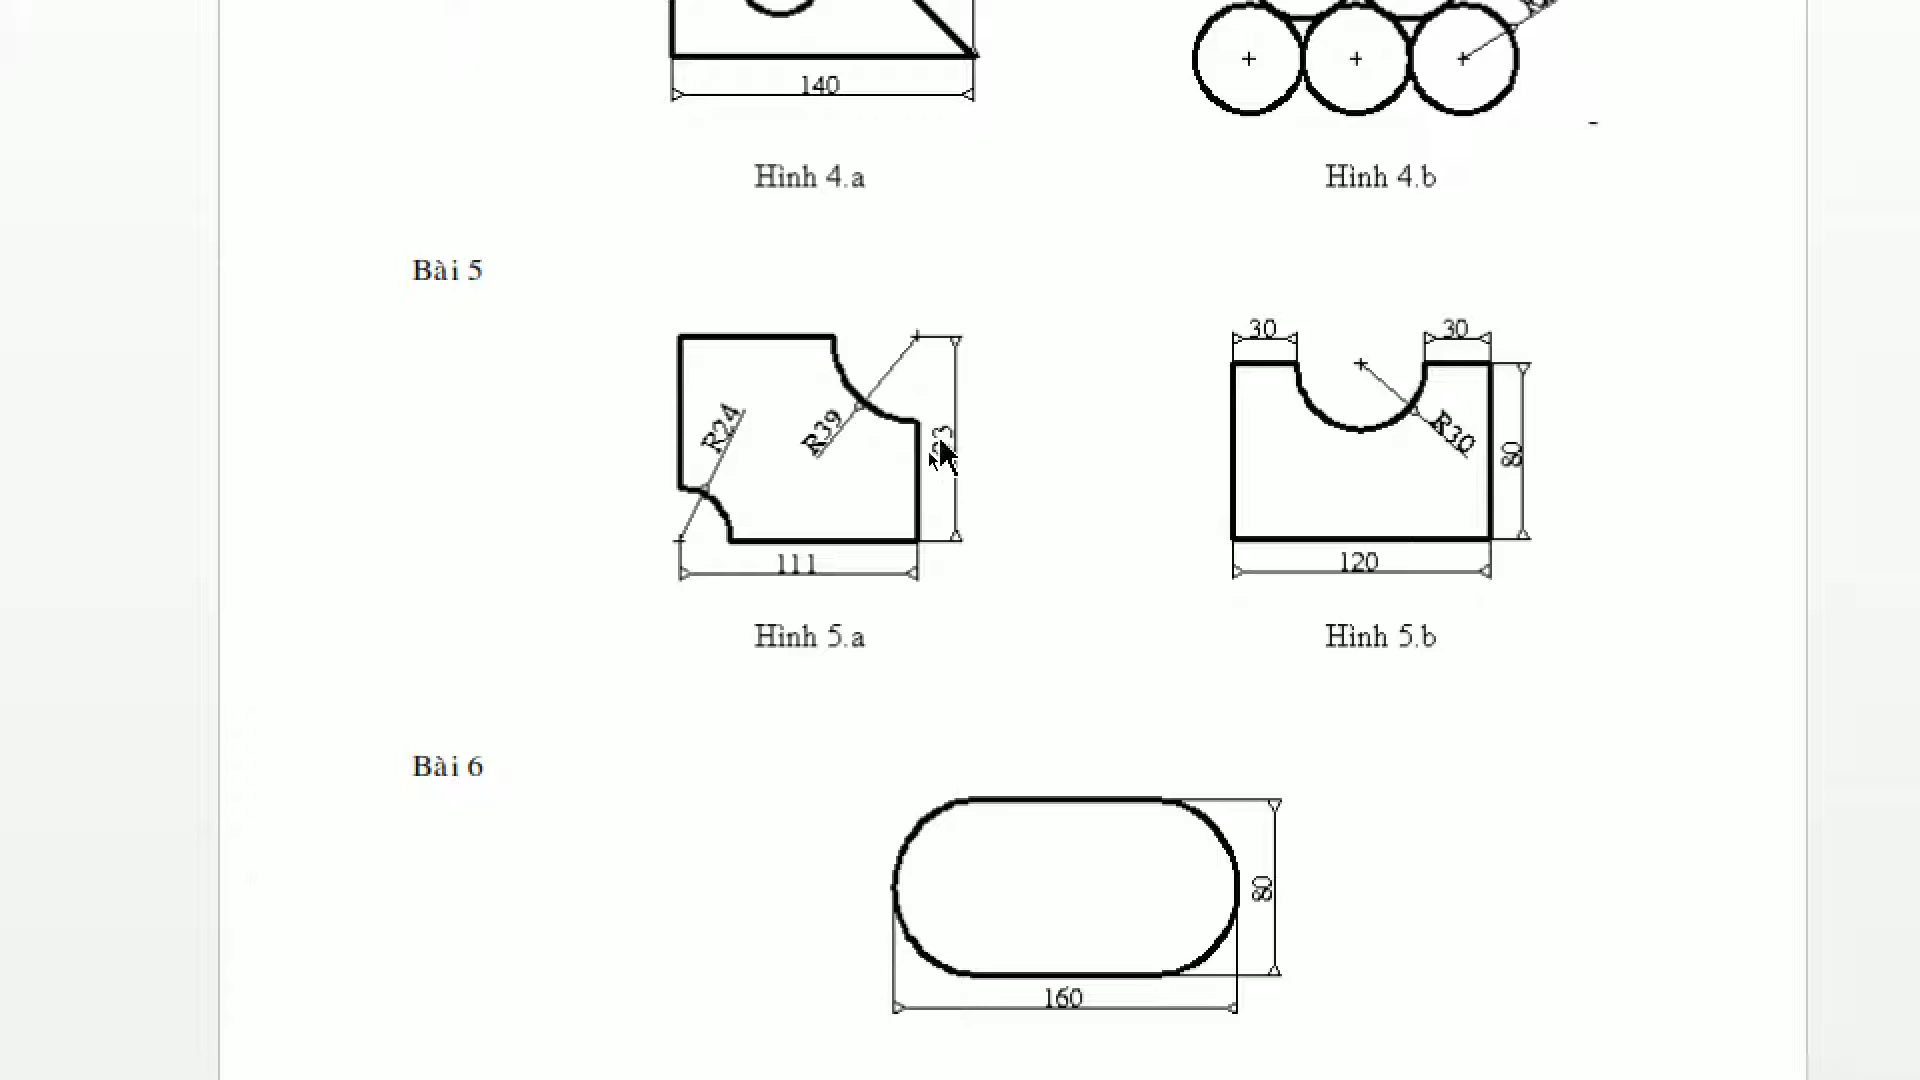 140
Hình 4.a
Hình 4.b
Bài 5
R24
R39
111
Hình 5.a
30
30
R30
80
120
Hình 5.b
Bài 6
80
160